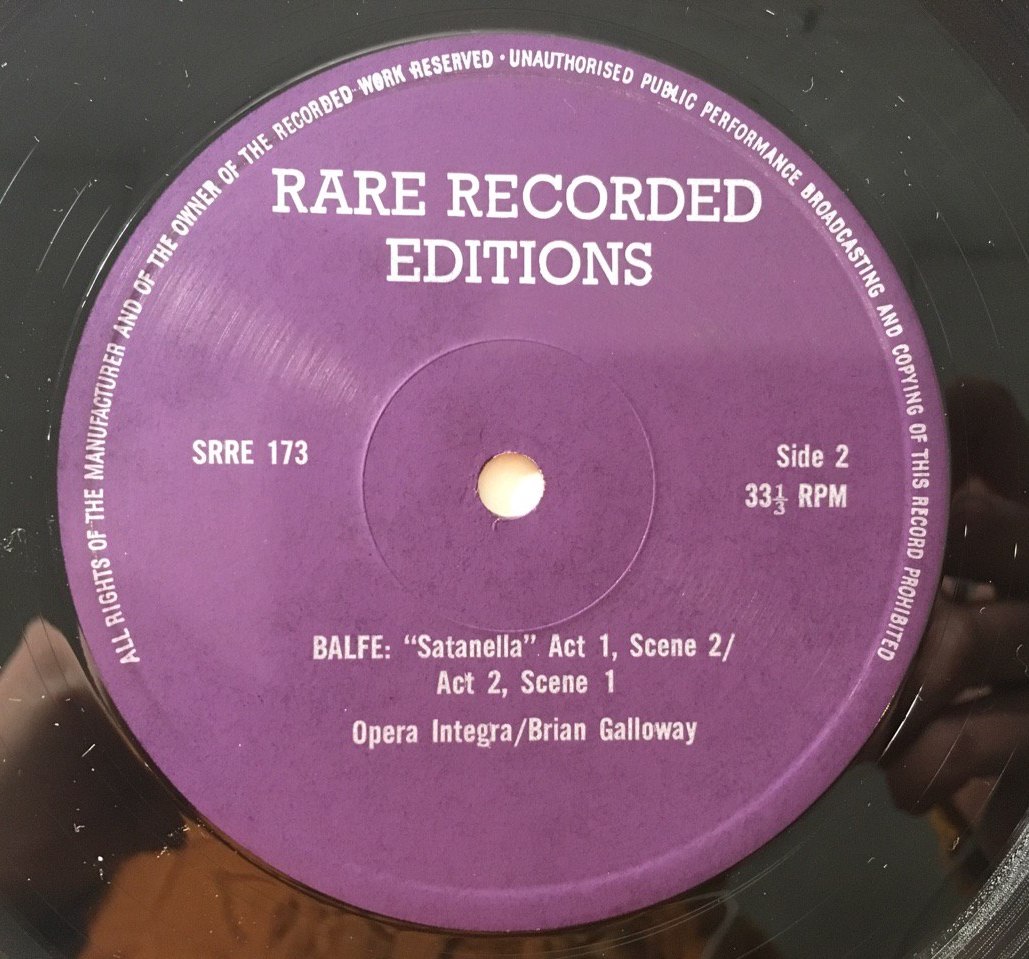 ALL RIGHTS OF THE MANUFACTURER AND OF THE OWNER OF THE RECORDED WORK RESERVED · UNAUTHORISED PUBLIC PERFORMANCE BROADCASTING AND COPYING OF THIS RECORD PROHIBITED
RARE RECORDED
EDITIONS
SRRE 173
Side 2
33⅓ RPM
BALFE: “Satanella” Act 1, Scene 2/
Act 2, Scene 1
Opera Integra/Brian Galloway